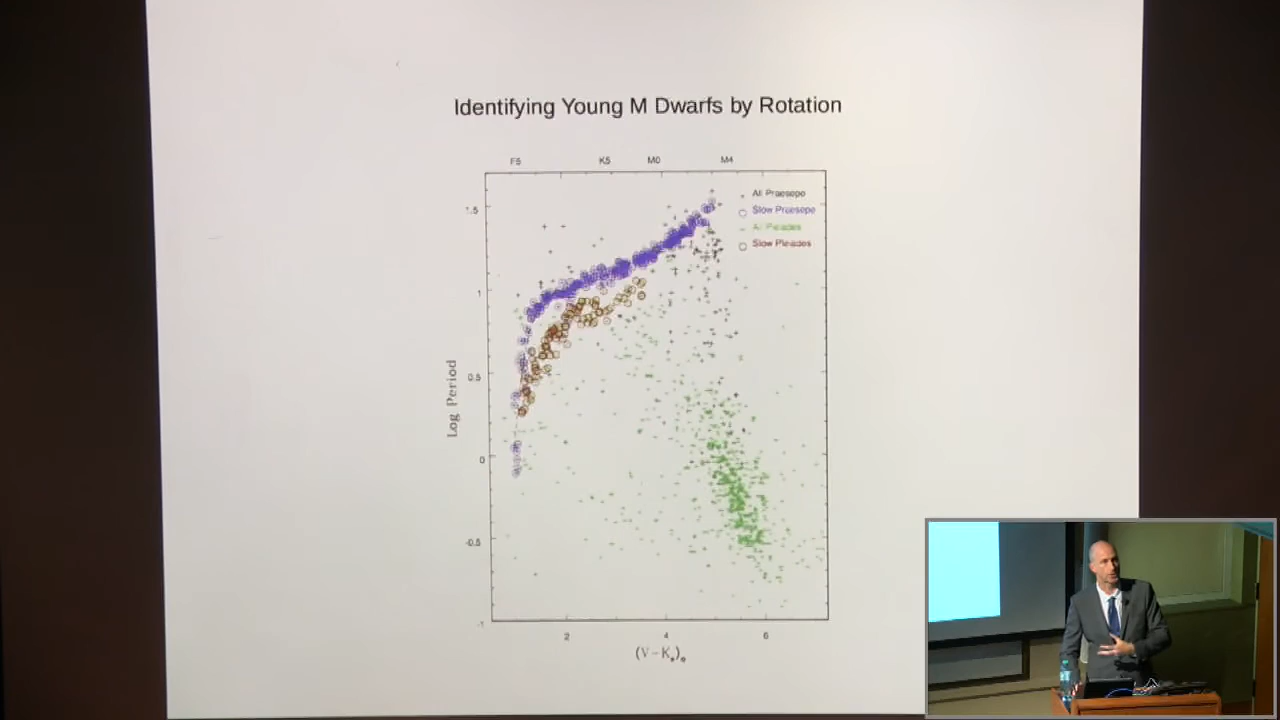 Identifying Young M Dwarfs by Rotation
F5 K5 M0 M4
All Praesepe
Slow Praesepe
All Pleiades
Slow Pleiades
1.5
1
0.5
0
-0.5
-1
Log Period
2 4 6
(V-Ks)o